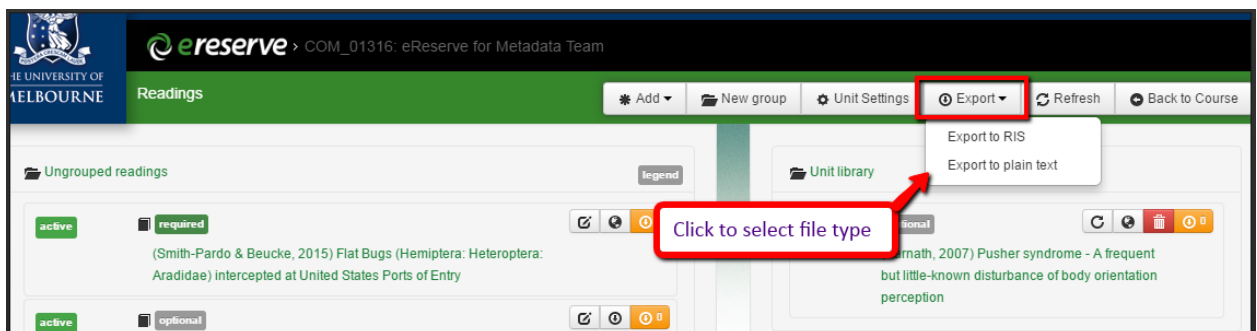 ereserve › COM_01316: eReserve for Metadata Team
UNIVERSITY OF
MELBOURNE
Readings
Add
New group
Unit Settings
Export
Refresh
Back to Course
Export to RIS
Export to plain text
Ungrouped readings
legend
Unit library
Click to select file type
active
required
(Smith-Pardo & Beucke, 2015) Flat Bugs (Hemiptera: Heteroptera:
Aradidae) intercepted at United States Ports of Entry
2007) Pusher syndrome - A frequent
but little-known disturbance of body orientation
perception
active
optional
0
0